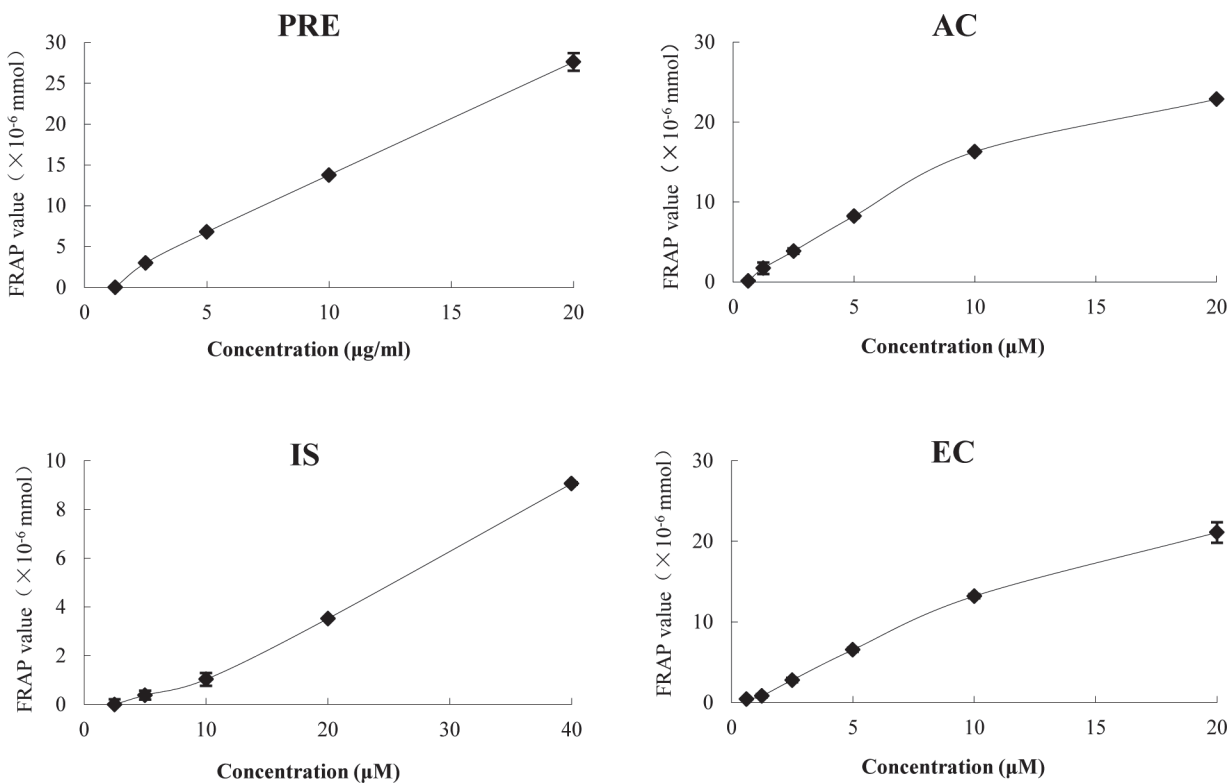 PRE
FRAP value (×10⁻⁶ mmol)
30
25
20
15
10
5
0
0 5 10 15 20
Concentration (μg/ml)
AC
FRAP value (×10⁻⁶ mmol)
30
20
10
0
0 5 10 15 20
Concentration (μM)
IS
FRAP value (×10⁻⁶ mmol)
10
8
6
4
2
0
0 10 20 30 40
Concentration (μM)
EC
FRAP value (×10⁻⁶ mmol)
30
20
10
0
0 5 10 15 20
Concentration (μM)